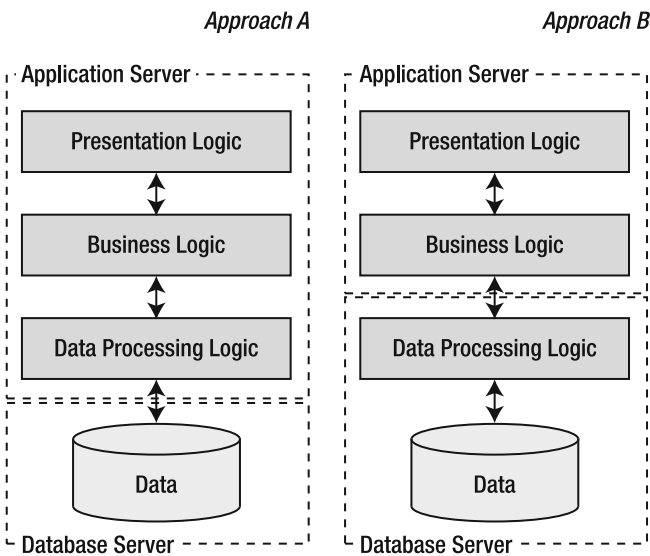 Approach A
Application Server
Presentation Logic
Business Logic
Data Processing Logic
Data
Database Server
Approach B
Application Server
Presentation Logic
Business Logic
Data Processing Logic
Data
Database Server